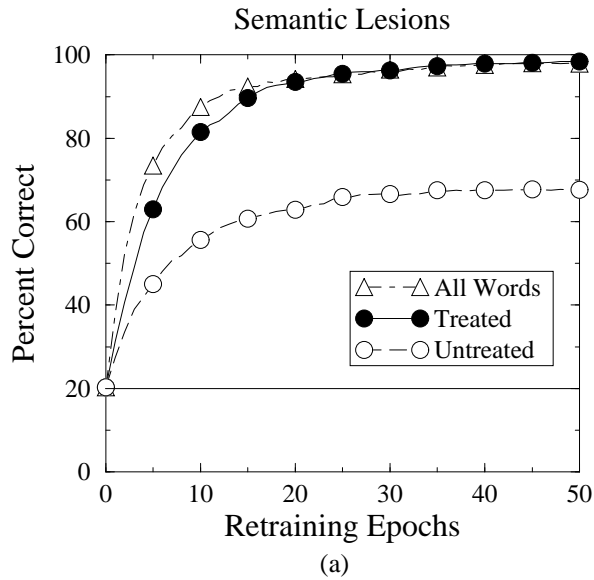 Semantic Lesions
100
80
60
40
20
0
Percent Correct
All Words
Treated
Untreated
0 10 20 30 40 50
Retraining Epochs
(a)